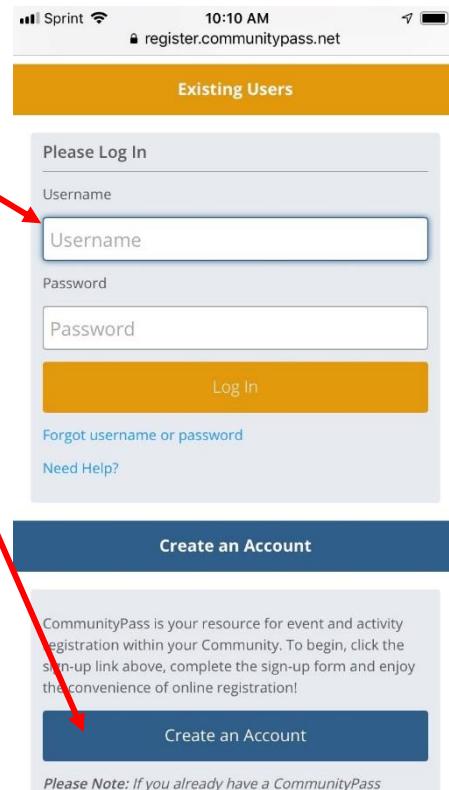 Sprint 10:10 AM
register.communitypass.net
Existing Users
Please Log In
Username
Username
Password
Password
Log In
Forgot username or password
Need Help?
Create an Account
CommunityPass is your resource for event and activity
registration within your Community. To begin, click the
sign-up link above, complete the sign-up form and enjoy
the convenience of online registration!
Create an Account
Please Note: If you already have a CommunityPass